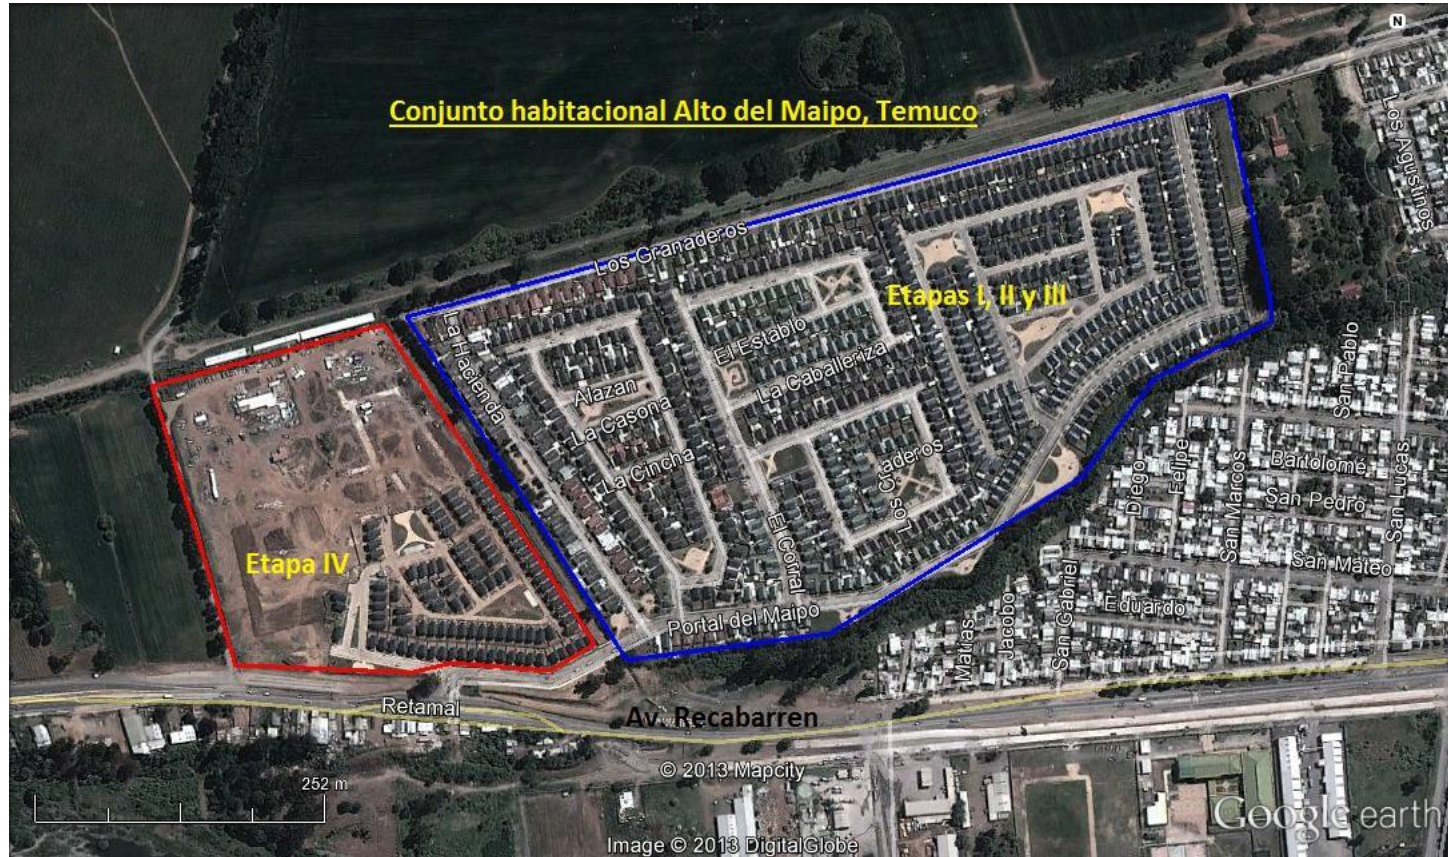 N
Conjunto habitacional Alto del Maipo, Temuco
Los Agustinos
Los Granaderos
Etapas I, II y III
La Hacienda
El Establo
La Caballeriza
San Pablo
Alazan
La Casona
La Cincha
Los Graderos
Bartolomé
Felipe
Diego
San Pedro
San Marcos
San Lucas
El Corral
Etapa IV
San Mateo
Eduardo
Portal del Maipo
San Gabriel
Jacobo
Matias
Retamal
Av. Recabarren
© 2013 Mapcity
252 m
Google earth
Image © 2013 DigitalGlobe